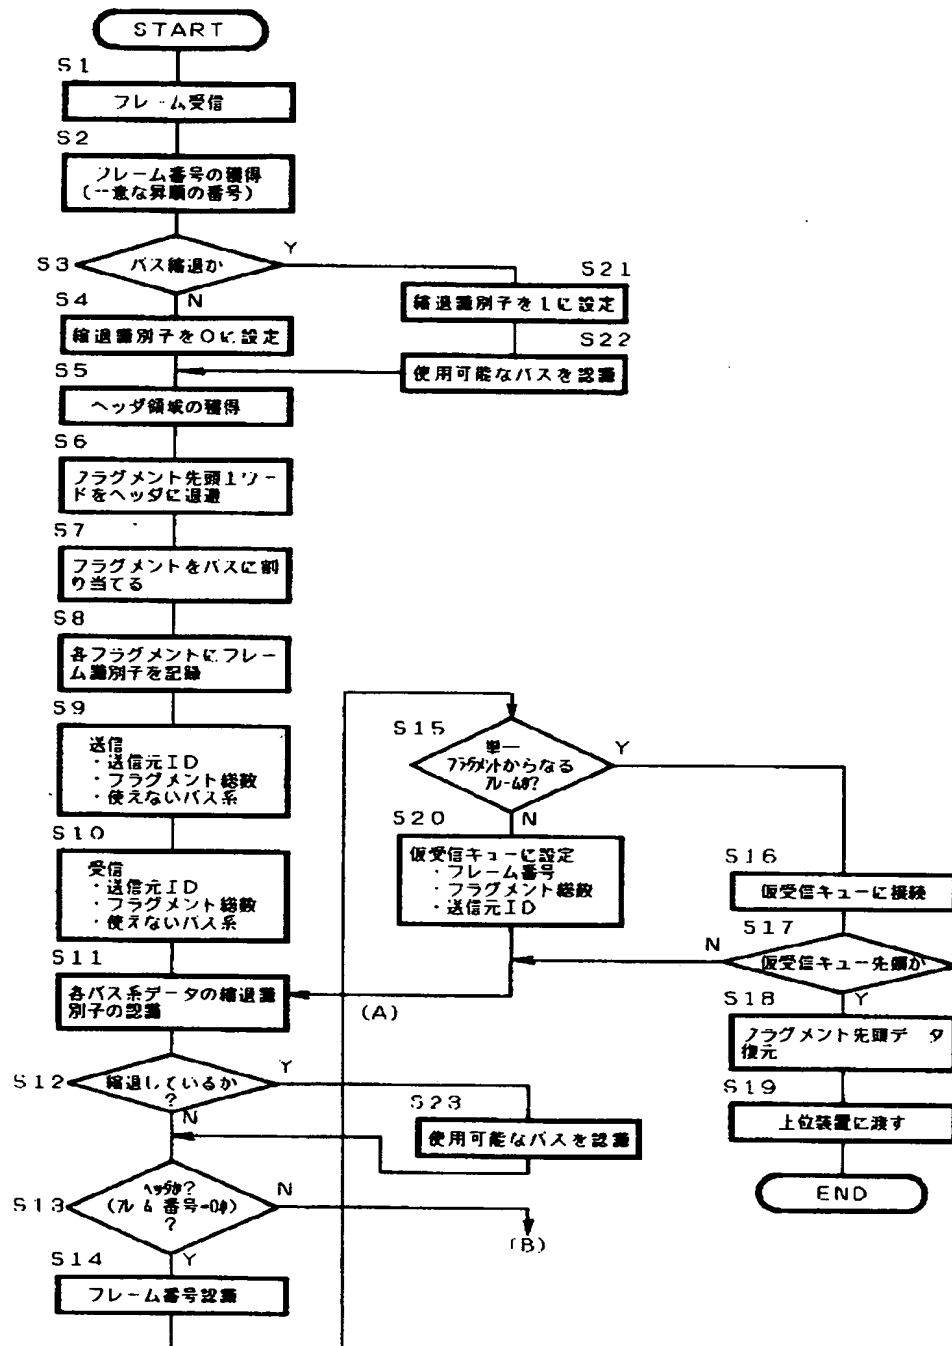 START
S1
フレーム受信
S2
フレーム番号の獲得
(一意な昇順の番号)
S3
バス縮退か
Y
N
S21
縮退識別子を1に設定
S22
使用可能なバスを認識
S4
縮退識別子を0に設定
S5
ヘッダ領域の獲得
S6
フラグメント先頭1ワー
ドをヘッダに退避
S7
フラグメントをバスに割
り当てる
S8
各フラグメントにフレー
ム識別子を記録
S9
送信
・送信元ID
・フラグメント総数
・使えないバス系
S10
受信
・送信元ID
・フラグメント総数
・使えないバス系
S11
各バス系データの縮退識
別子の認識
(A)
S12
縮退しているか
?
Y
N
S23
使用可能なバスを認識
S13
ヘッダか?
(フレーム番号=0か)
?
N
(B)
Y
S14
フレーム番号認識
S15
単一
フラグメントからなる
フレームか?
Y
N
S20
仮受信キューに設定
・フレーム番号
・フラグメント総数
・送信元ID
S16
仮受信キューに接続
S17
仮受信キュー先頭か
N
Y
S18
フラグメント先頭データ
復元
S19
上位装置に渡す
END